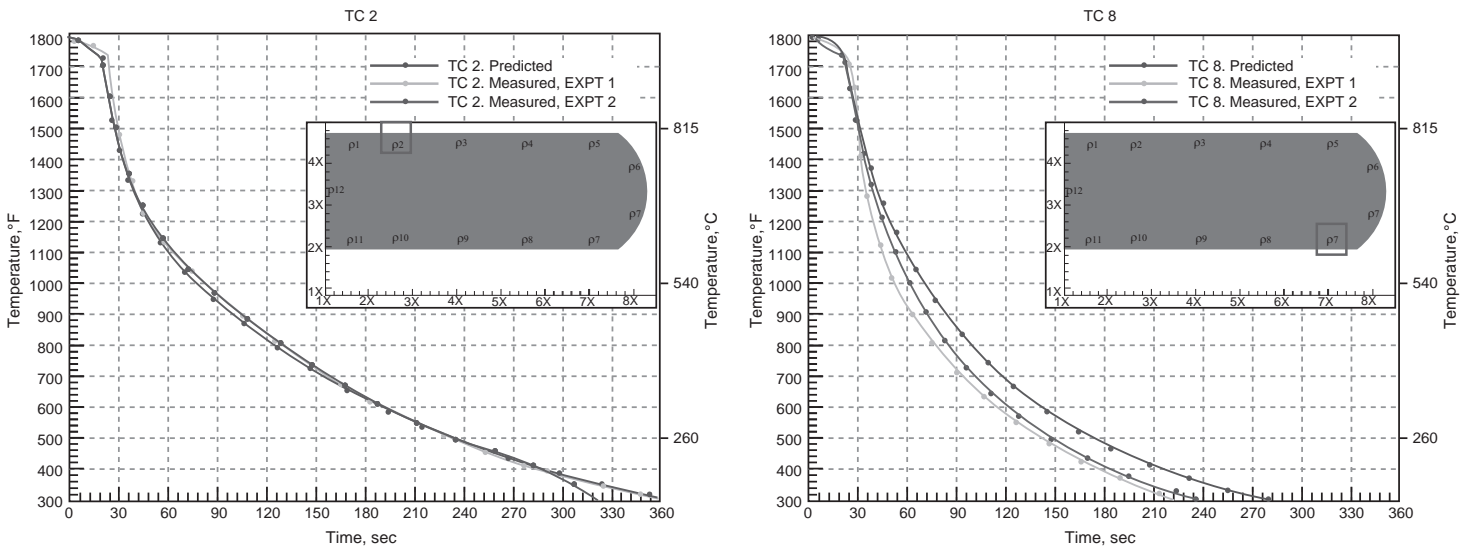 TC 2
1800
1700
1600
1500
1400
1300
1200
1100
1000
900
800
700
600
500
400
300
Temperature,°F
TC 2. Predicted
TC 2. Measured, EXPT 1
TC 2. Measured, EXPT 2
815
540
260
Temperature,°C
ρ1 ρ2 ρ3 ρ4 ρ5
4X ρ6
ρ12
3X ρ7
2X ρ11 ρ10 ρ9 ρ8 ρ7
1X
1X 2X 3X 4X 5X 6X 7X 8X
0 30 60 90 120 150 180 210 240 270 300 330 360
Time, sec
TC 8
1800
1700
1600
1500
1400
1300
1200
1100
1000
900
800
700
600
500
400
300
Temperature,°F
TC 8. Predicted
TC 8. Measured, EXPT 1
TC 8. Measured, EXPT 2
815
540
260
Temperature,°C
ρ1 ρ2 ρ3 ρ4 ρ5
4X ρ6
ρ12
3X ρ7
2X ρ11 ρ10 ρ9 ρ8 ρ7
1X
1X 2X 3X 4X 5X 6X 7X 8X
0 30 60 90 120 150 180 210 240 270 300 330 360
Time, sec